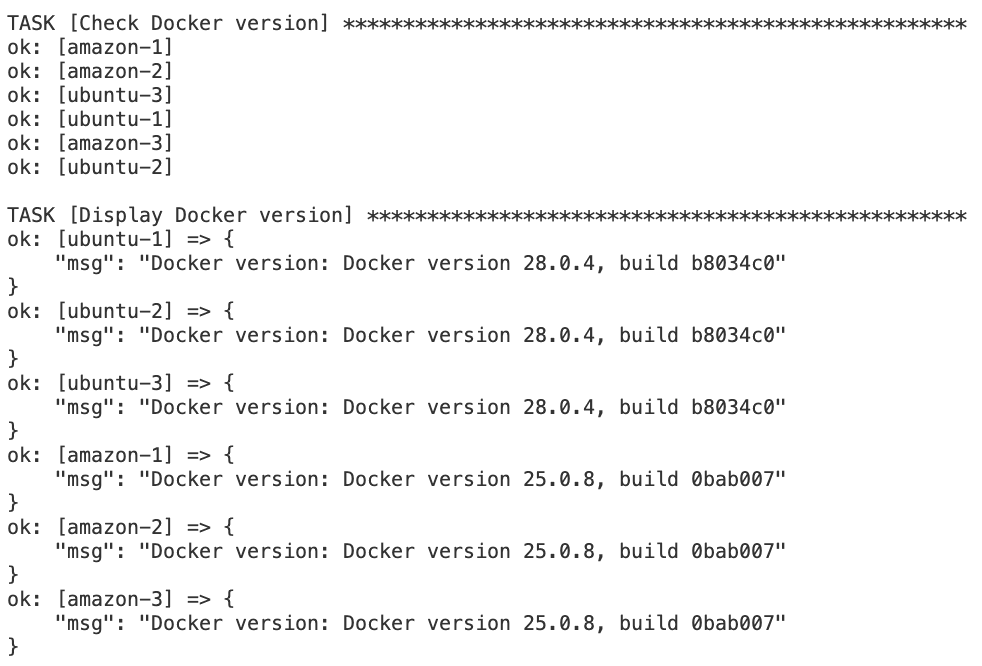 TASK [Check Docker version] ****************************************************
ok: [amazon-1]
ok: [amazon-2]
ok: [ubuntu-3]
ok: [ubuntu-1]
ok: [amazon-3]
ok: [ubuntu-2]

TASK [Display Docker version] **************************************************
ok: [ubuntu-1] => {
    "msg": "Docker version: Docker version 28.0.4, build b8034c0"
}
ok: [ubuntu-2] => {
    "msg": "Docker version: Docker version 28.0.4, build b8034c0"
}
ok: [ubuntu-3] => {
    "msg": "Docker version: Docker version 28.0.4, build b8034c0"
}
ok: [amazon-1] => {
    "msg": "Docker version: Docker version 25.0.8, build 0bab007"
}
ok: [amazon-2] => {
    "msg": "Docker version: Docker version 25.0.8, build 0bab007"
}
ok: [amazon-3] => {
    "msg": "Docker version: Docker version 25.0.8, build 0bab007"
}